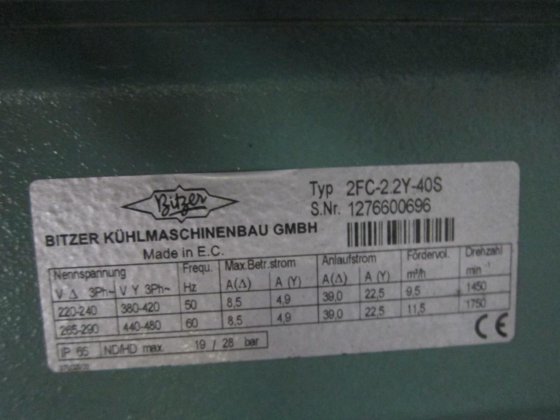 Bitzer
Typ 2FC-2.2Y-40S
S.Nr. 1276600696
BITZER KÜHLMASCHINENBAU GMBH
Made in E.C.
Nennspannung Frequ. Max.Betr.strom Anlaufstrom Fördervol. Drehzahl
V Δ 3Ph~ V Y 3Ph~ Hz A(Δ) A (Y) A(Δ) A (Y) m³/h min⁻¹
220-240 380-420 50 8,5 4,9 39,0 22,5 9,5 1450
265-290 440-480 60 8,5 4,9 39,0 22,5 11,5 1750
IP 65 ND/HD max. 19 / 28 bar
CE